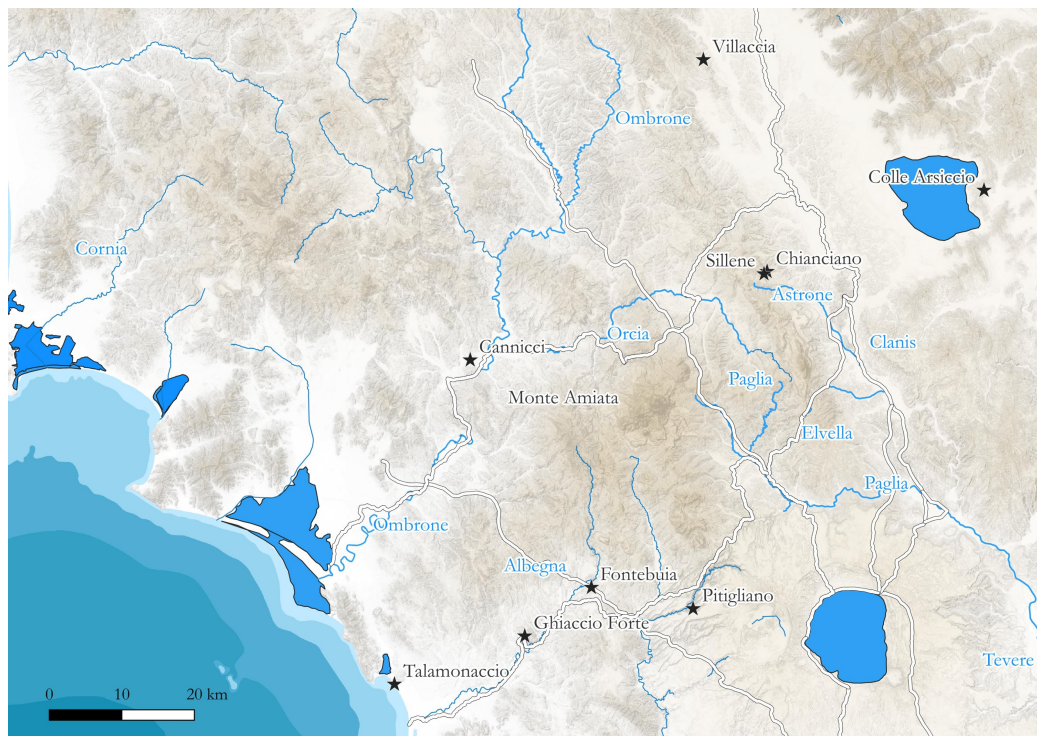 Villaccia
Ombrone
Colle Arsiccio
Cornia
Sillene
Chianciano
Astrone
Orcia
Clanis
Cannicci
Paglia
Monte Amiata
Elvella
Paglia
Ombrone
Albegna
Fontebuia
Pitigliano
Ghiaccio Forte
Tevere
Talamonaccio
0 10 20 km